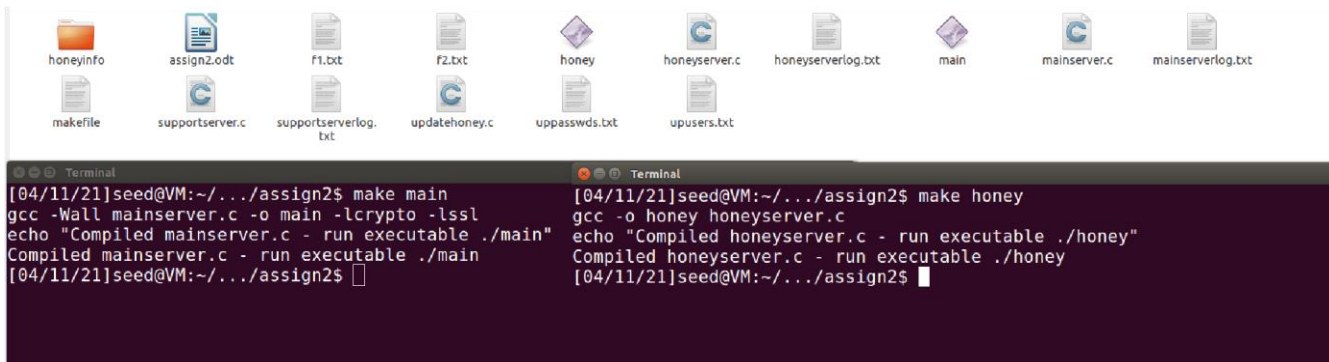 honeyinfo assign2.odt f1.txt f2.txt honey honeyserver.c honeyserverlog.txt main mainserver.c mainserverlog.txt
makefile supportserver.c supportserverlog. updatehoney.c uppasswds.txt upusers.txt
txt
Terminal
[04/11/21]seed@VM:~/.../assign2$ make main
gcc -Wall mainserver.c -o main -lcrypto -lssl
echo "Compiled mainserver.c - run executable ./main"
Compiled mainserver.c - run executable ./main
[04/11/21]seed@VM:~/.../assign2$
Terminal
[04/11/21]seed@VM:~/.../assign2$ make honey
gcc -o honey honeyserver.c
echo "Compiled honeyserver.c - run executable ./honey"
Compiled honeyserver.c - run executable ./honey
[04/11/21]seed@VM:~/.../assign2$